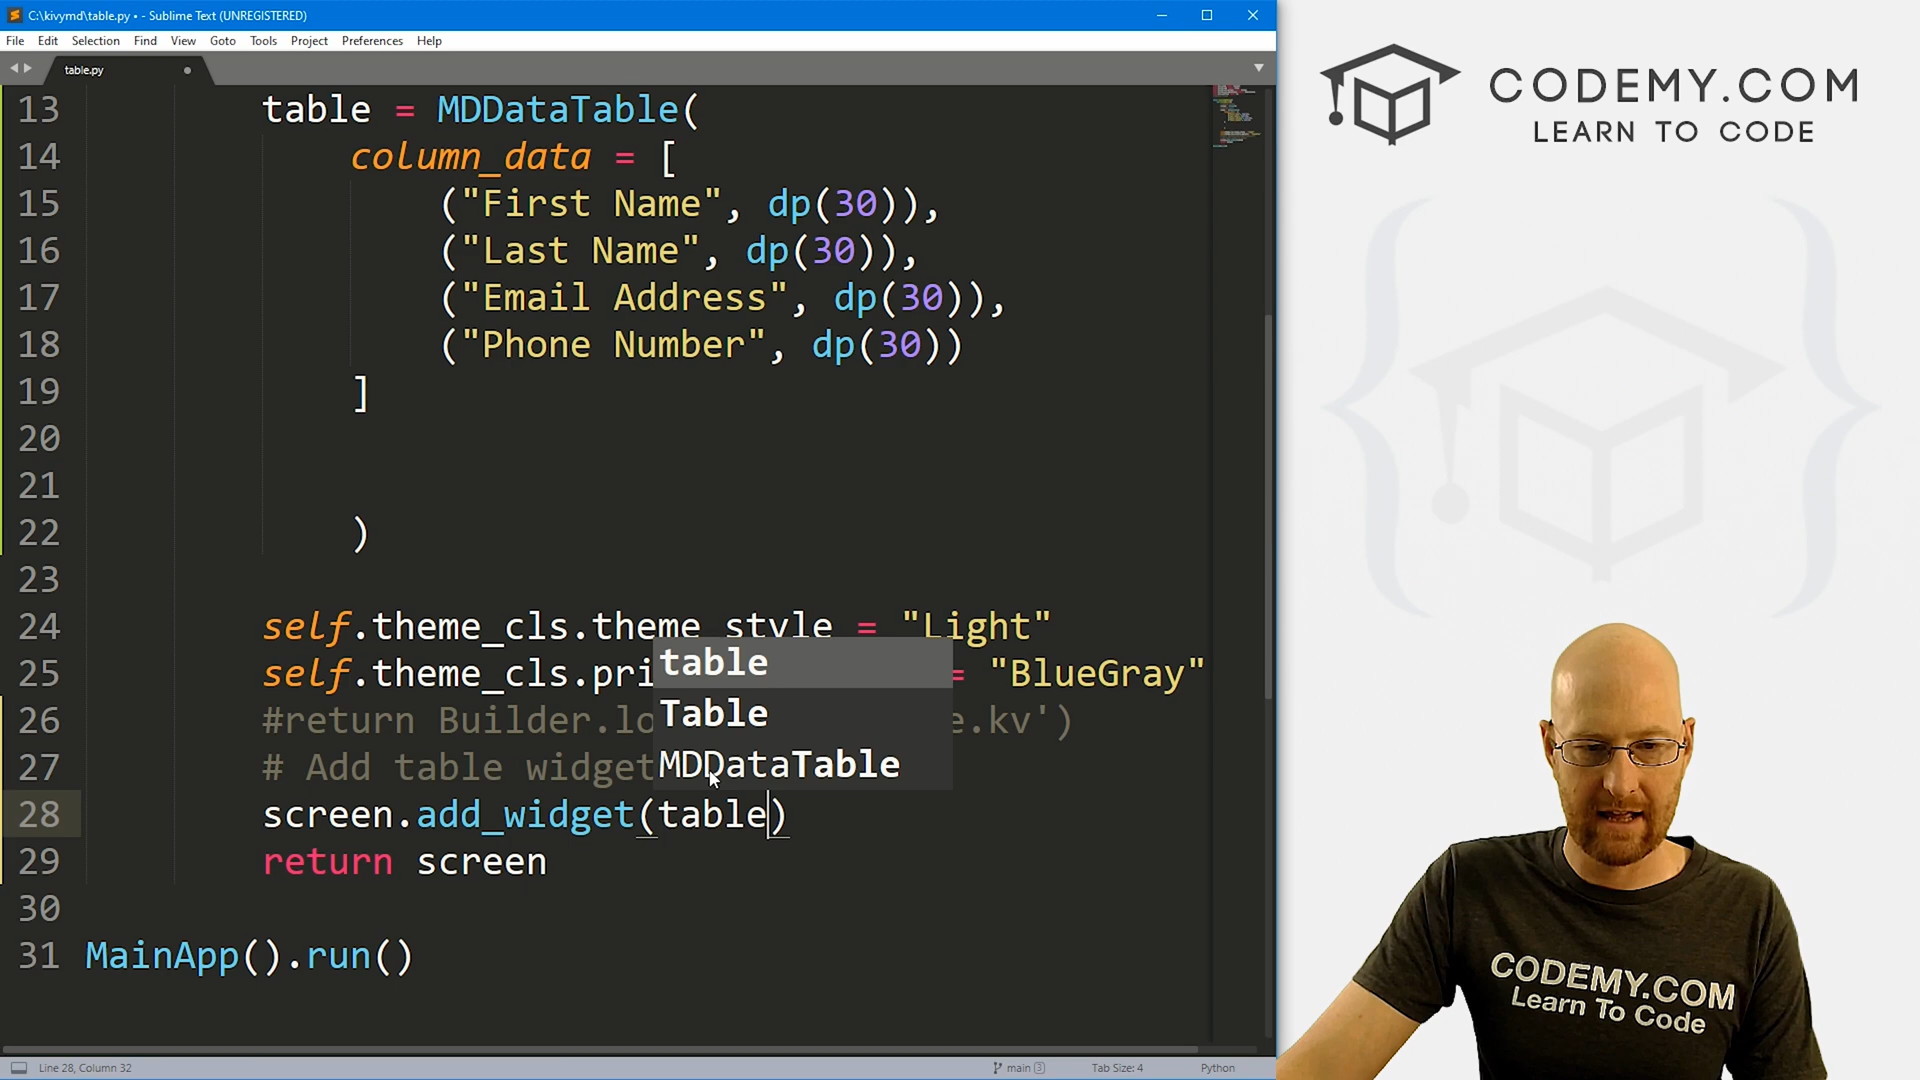 C:\kivymd\table.py • - Sublime Text (UNREGISTERED)
File Edit Selection Find View Goto Tools Project Preferences Help
table.py
13 table = MDDataTable(
14 column_data = [
15 ("First Name", dp(30)),
16 ("Last Name", dp(30)),
17 ("Email Address", dp(30)),
18 ("Phone Number", dp(30))
19 ]
20
21
22 )
23
24 self.theme_cls.theme_style = "Light"
25 self.theme_cls.pri = "BlueGray"
26 #return Builder.lo e.kv')
27 # Add table widget
28 screen.add_widget(table)
29 return screen
30
31 MainApp().run()
table
Table
MDDataTable
Line 28, Column 32
main 3
Tab Size: 4
Python
CODEMY.COM
LEARN TO CODE
CODEMY.COM
Learn To Code